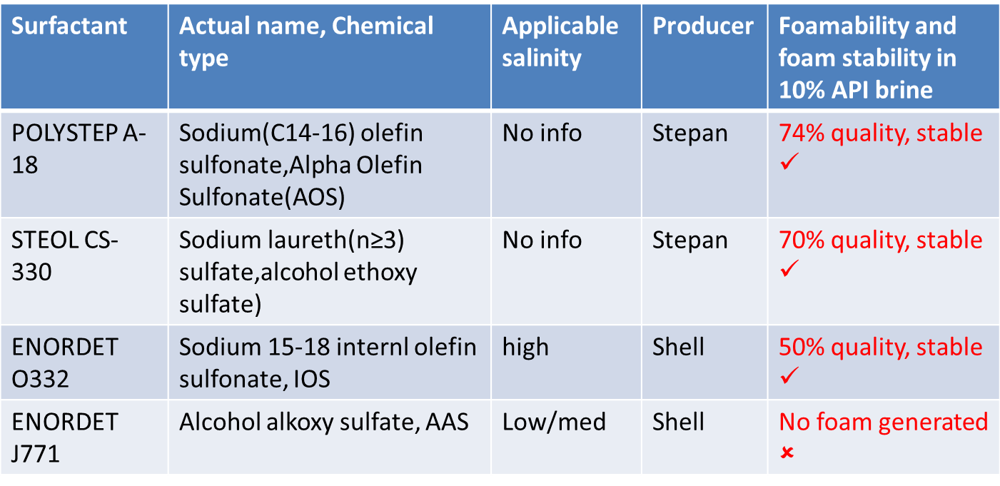 Surfactant
Actual name, Chemical
type
Applicable
salinity
Producer
Foamability and
foam stability in
10% API brine
POLYSTEP A-
18
Sodium(C14-16) olefin
sulfonate,Alpha Olefin
Sulfonate(AOS)
No info
Stepan
74% quality, stable
✓
STEOL CS-
330
Sodium laureth(n≥3)
sulfate,alcohol ethoxy
sulfate)
No info
Stepan
70% quality, stable
✓
ENORDET
O332
Sodium 15-18 internl olefin
sulfonate, IOS
high
Shell
50% quality, stable
✓
ENORDET
J771
Alcohol alkoxy sulfate, AAS
Low/med
Shell
No foam generated
✘